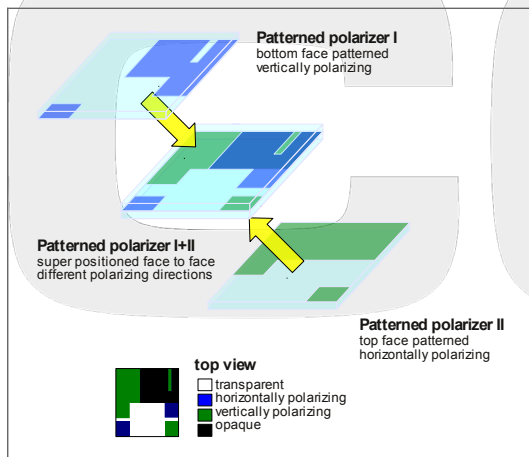 Patterned polarizer I
bottom face patterned
vertically polarizing
Patterned polarizer I+II
super positioned face to face
different polarizing directions
Patterned polarizer II
top face patterned
horizontally polarizing
top view
transparent
horizontally polarizing
vertically polarizing
opaque